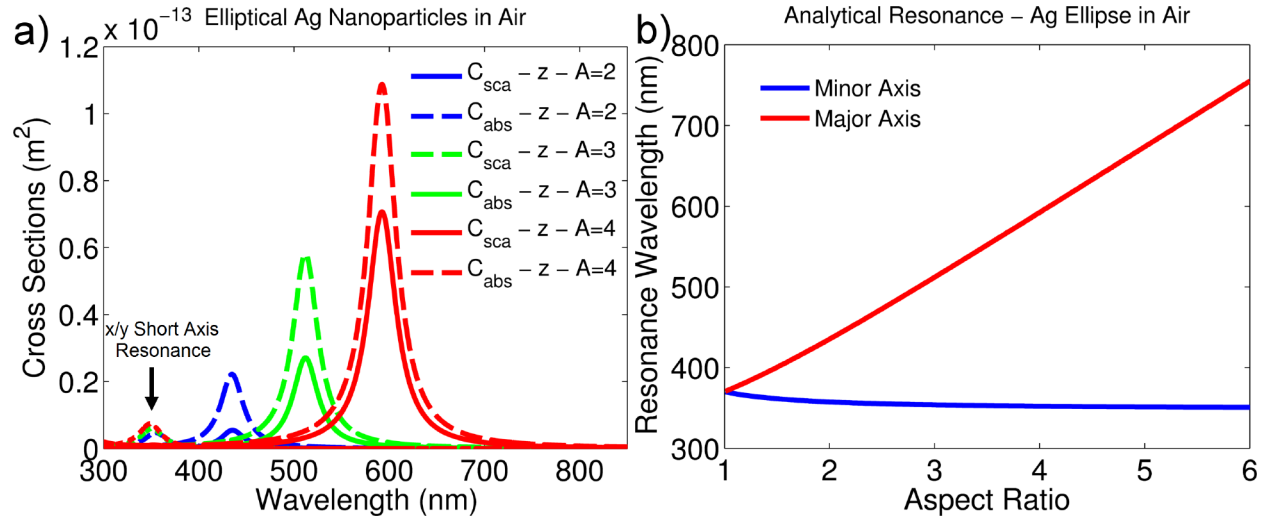 a)
× 10⁻¹³ Elliptical Ag Nanoparticles in Air
1.2
1
0.8
0.6
0.4
0.2
0
Cross Sections (m²)
C_sca − z − A=2
C_abs − z − A=2
C_sca − z − A=3
C_abs − z − A=3
C_sca − z − A=4
C_abs − z − A=4
x/y Short Axis
Resonance
300 400 500 600 700 800
Wavelength (nm)
b)
Analytical Resonance − Ag Ellipse in Air
800
700
600
500
400
300
Resonance Wavelength (nm)
Minor Axis
Major Axis
1 2 3 4 5 6
Aspect Ratio